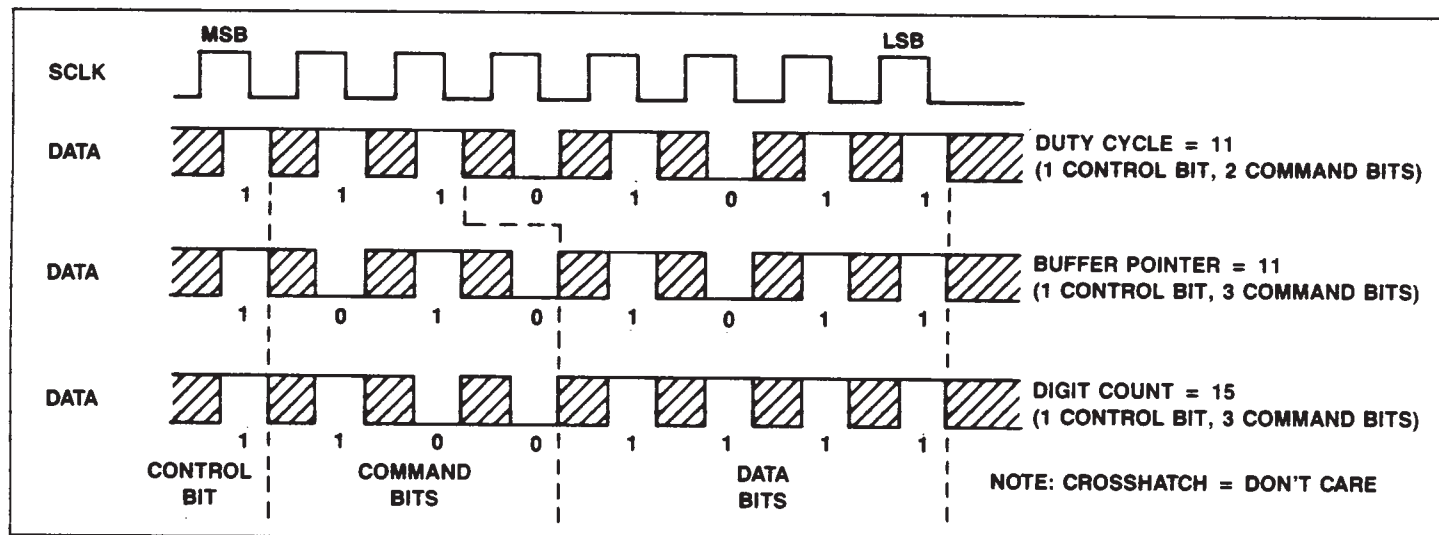 MSB LSB
SCLK
DATA DUTY CYCLE = 11
(1 CONTROL BIT, 2 COMMAND BITS)
1 1 1 0 1 0 1 1
DATA BUFFER POINTER = 11
(1 CONTROL BIT, 3 COMMAND BITS)
1 0 1 0 1 0 1 1
DATA DIGIT COUNT = 15
(1 CONTROL BIT, 3 COMMAND BITS)
1 1 0 0 1 1 1 1
CONTROL
BIT
COMMAND
BITS
DATA
BITS
NOTE: CROSSHATCH = DON'T CARE